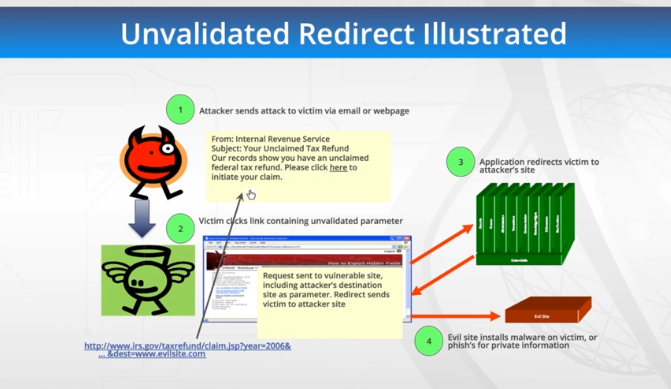 Unvalidated Redirect Illustrated
1
Attacker sends attack to victim via email or webpage
From: Internal Revenue Service
Subject: Your Unclaimed Tax Refund
Our records show you have an unclaimed
federal tax refund. Please click here to
initiate your claim.
3
Application redirects victim to
attacker's site
2
Victim clicks link containing unvalidated parameter
How to Exploit Hidden Fields
Request sent to vulnerable site,
including attacker's destination
site as parameter. Redirect sends
victim to attacker site
Evil Site
4
Evil site installs malware on victim, or
phish's for private information
http://www.irs.gov/taxrefund/claim.jsp?year=2006&
... &dest=www.evilsite.com